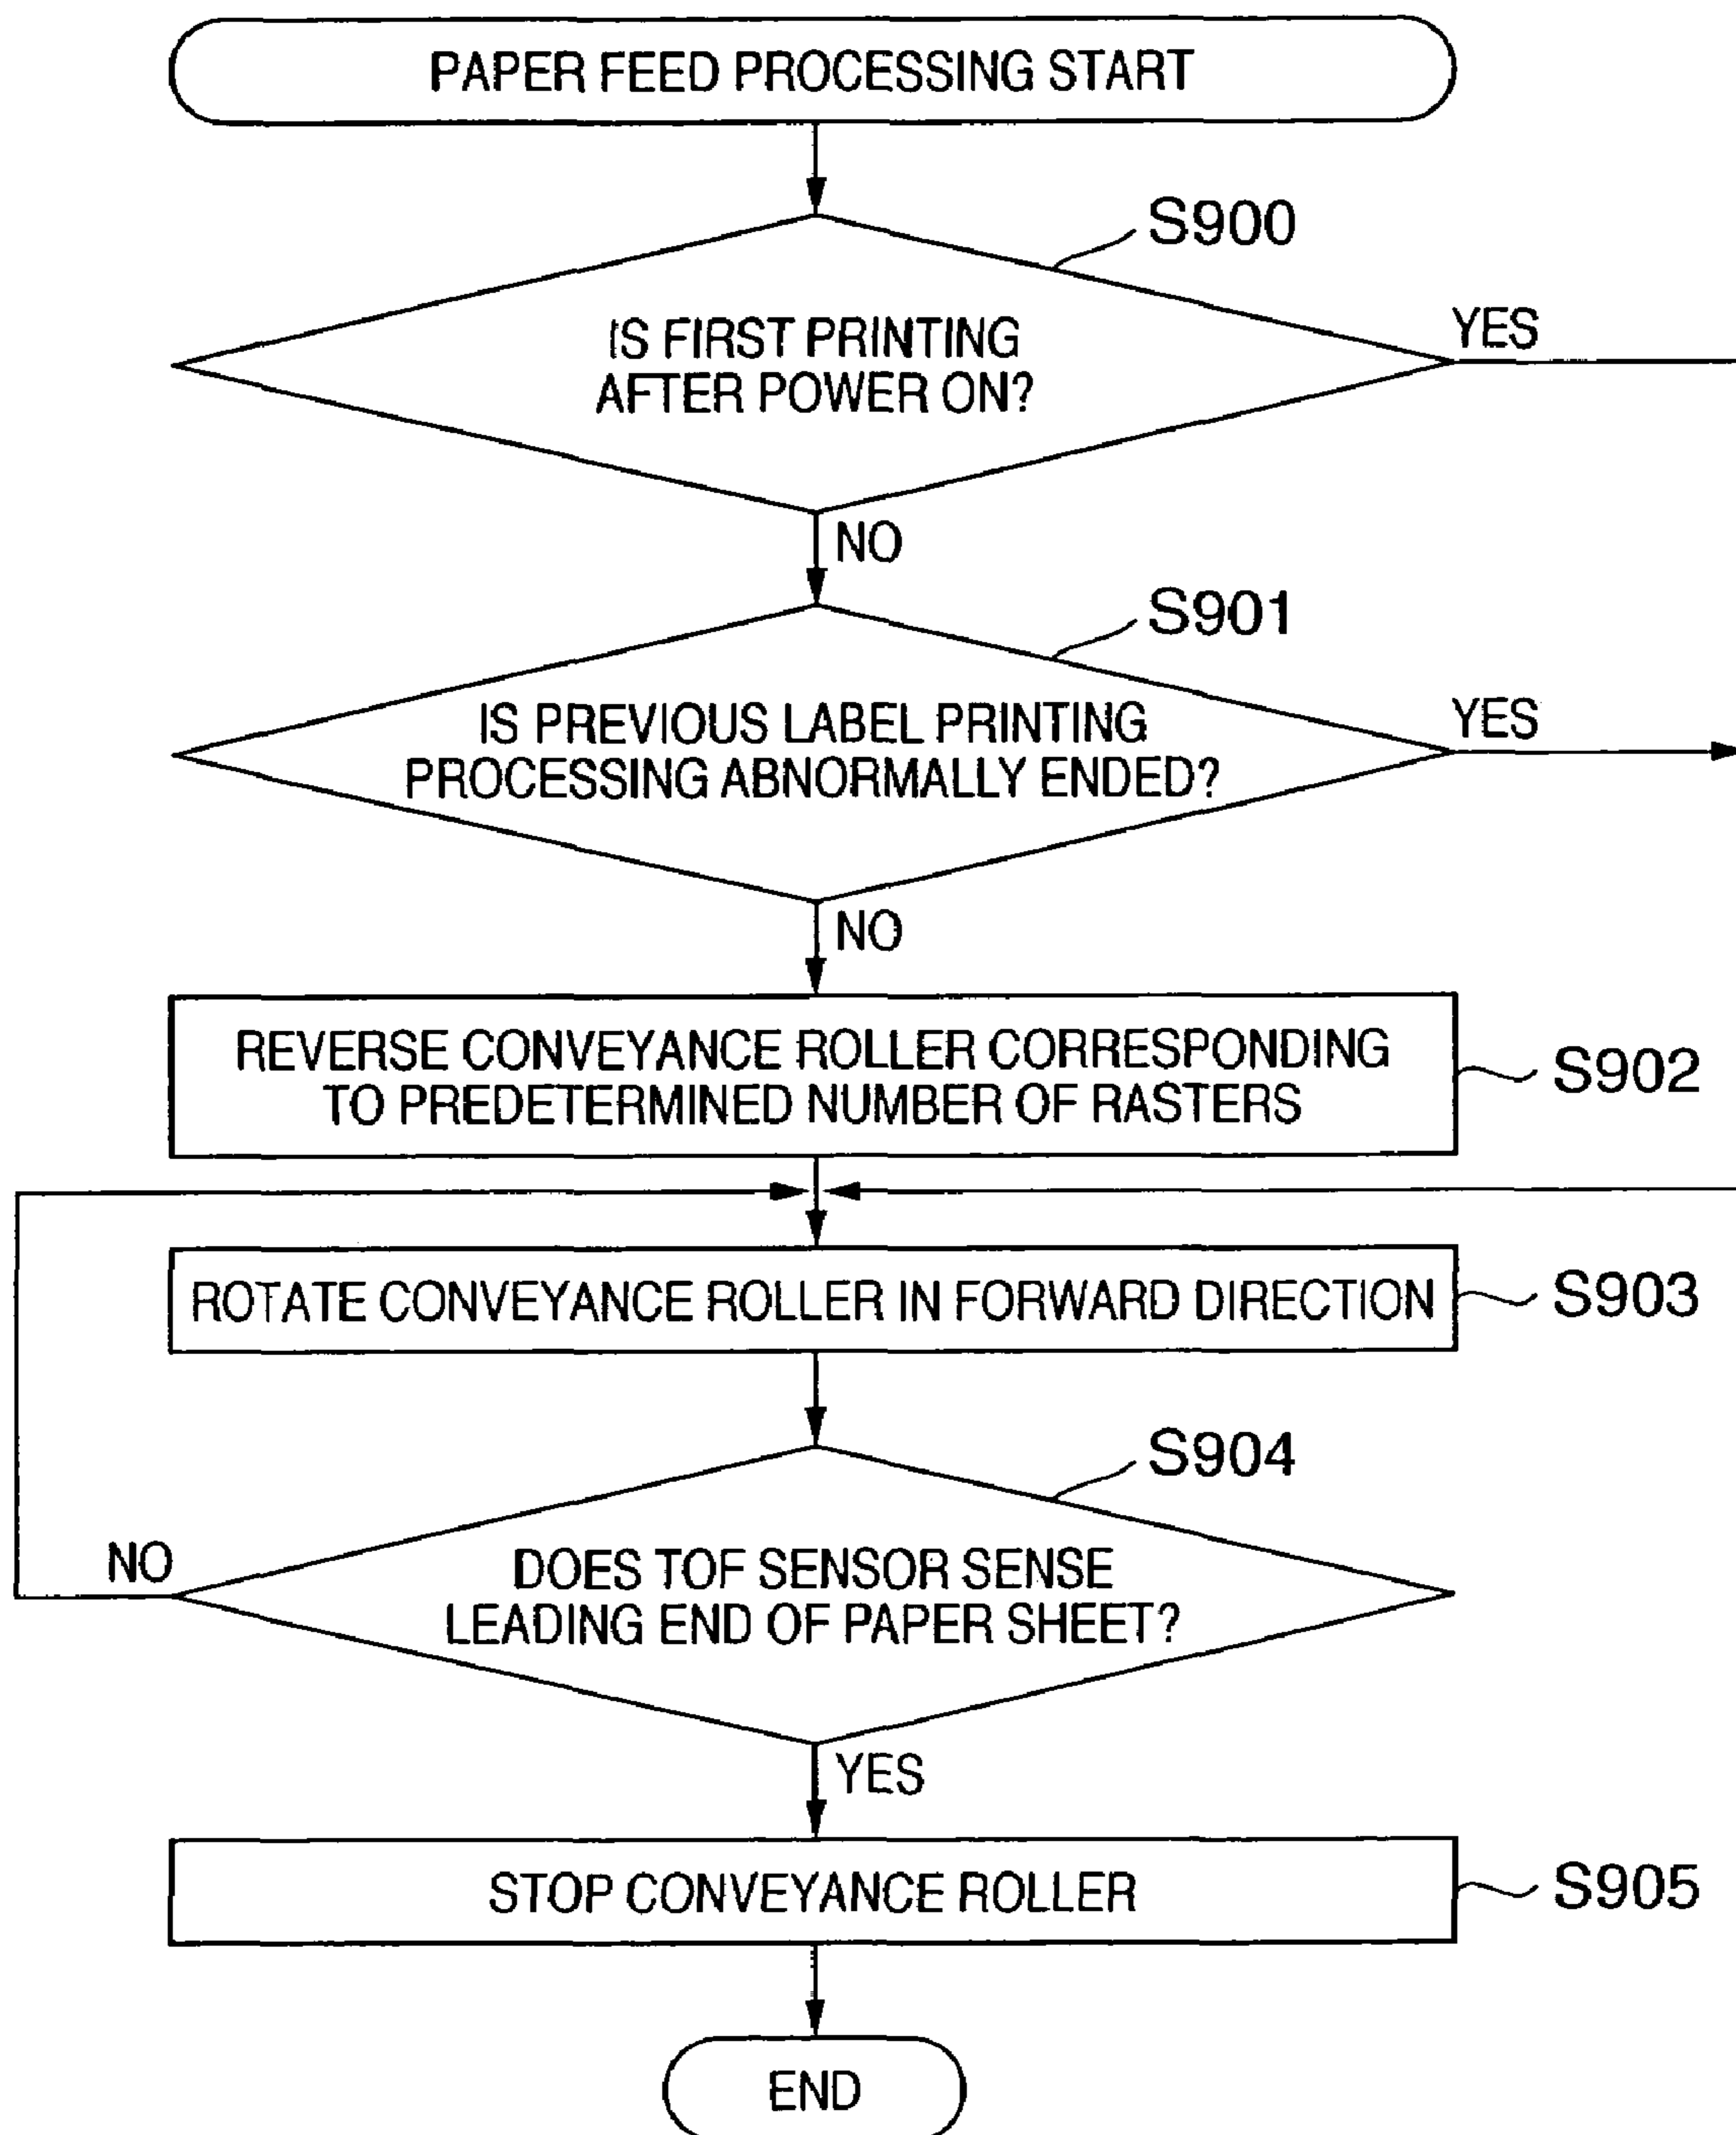 PAPER FEED PROCESSING START
S900
IS FIRST PRINTING
AFTER POWER ON?
YES
NO
S901
IS PREVIOUS LABEL PRINTING
PROCESSING ABNORMALLY ENDED?
YES
NO
REVERSE CONVEYANCE ROLLER CORRESPONDING
TO PREDETERMINED NUMBER OF RASTERS
S902
ROTATE CONVEYANCE ROLLER IN FORWARD DIRECTION
S903
S904
DOES TOF SENSOR SENSE
LEADING END OF PAPER SHEET?
NO
YES
STOP CONVEYANCE ROLLER
S905
END